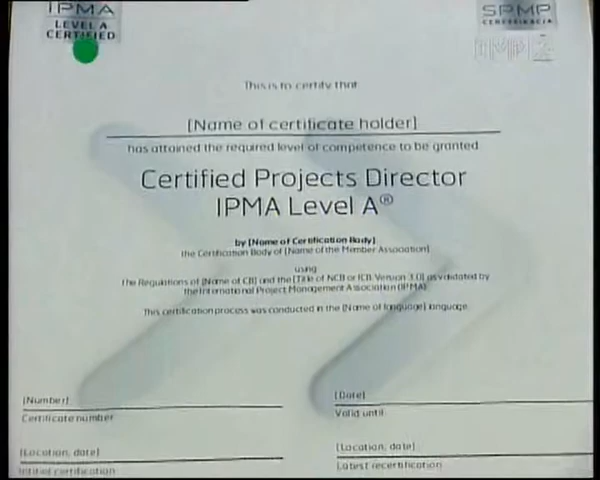 IPMA
LEVEL A
CERTIFIED
SPMP
CERTYFIKACJA
This is to certify that
[Name of certificate holder]
has attained the required level of competence to be granted
Certified Projects Director
IPMA Level A®
by [Name of Certification Body]
the Certification Body of [Name of the Member Association]
using
the Regulations of [Name of CB] and the [Title of NCB or ICB Version 3.0] as validated by
the International Project Management Association (IPMA)
This certification process was conducted in the [Name of language] language.
[Number]
Certificate number
[Date]
Valid until
[Location, date]
Initial certification
[Location, date]
Latest recertification